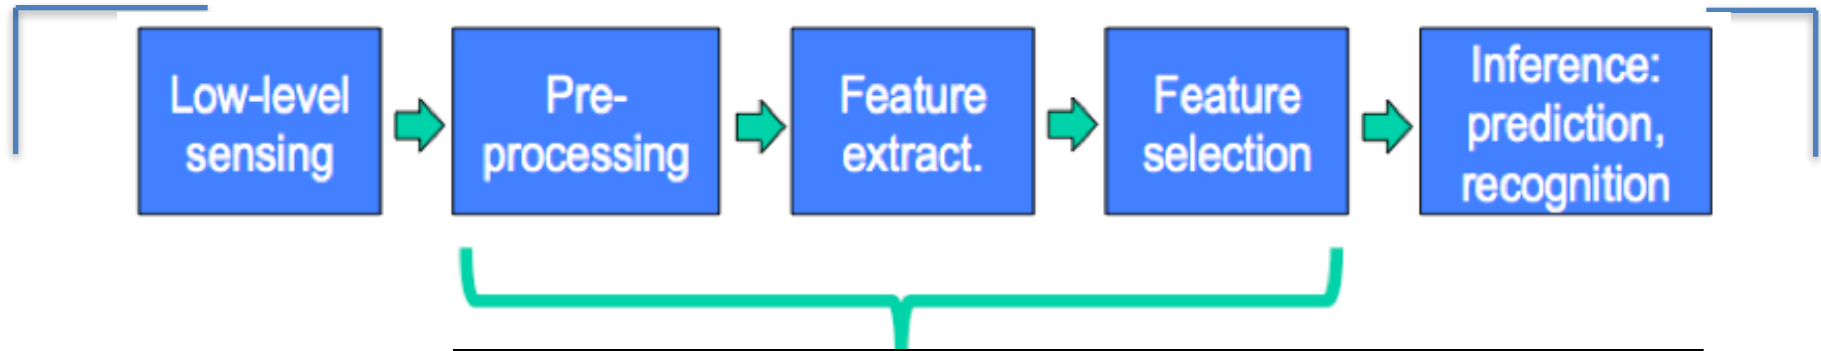 Low-level
sensing
Pre-
processing
Feature
extract.
Feature
selection
Inference:
prediction,
recognition